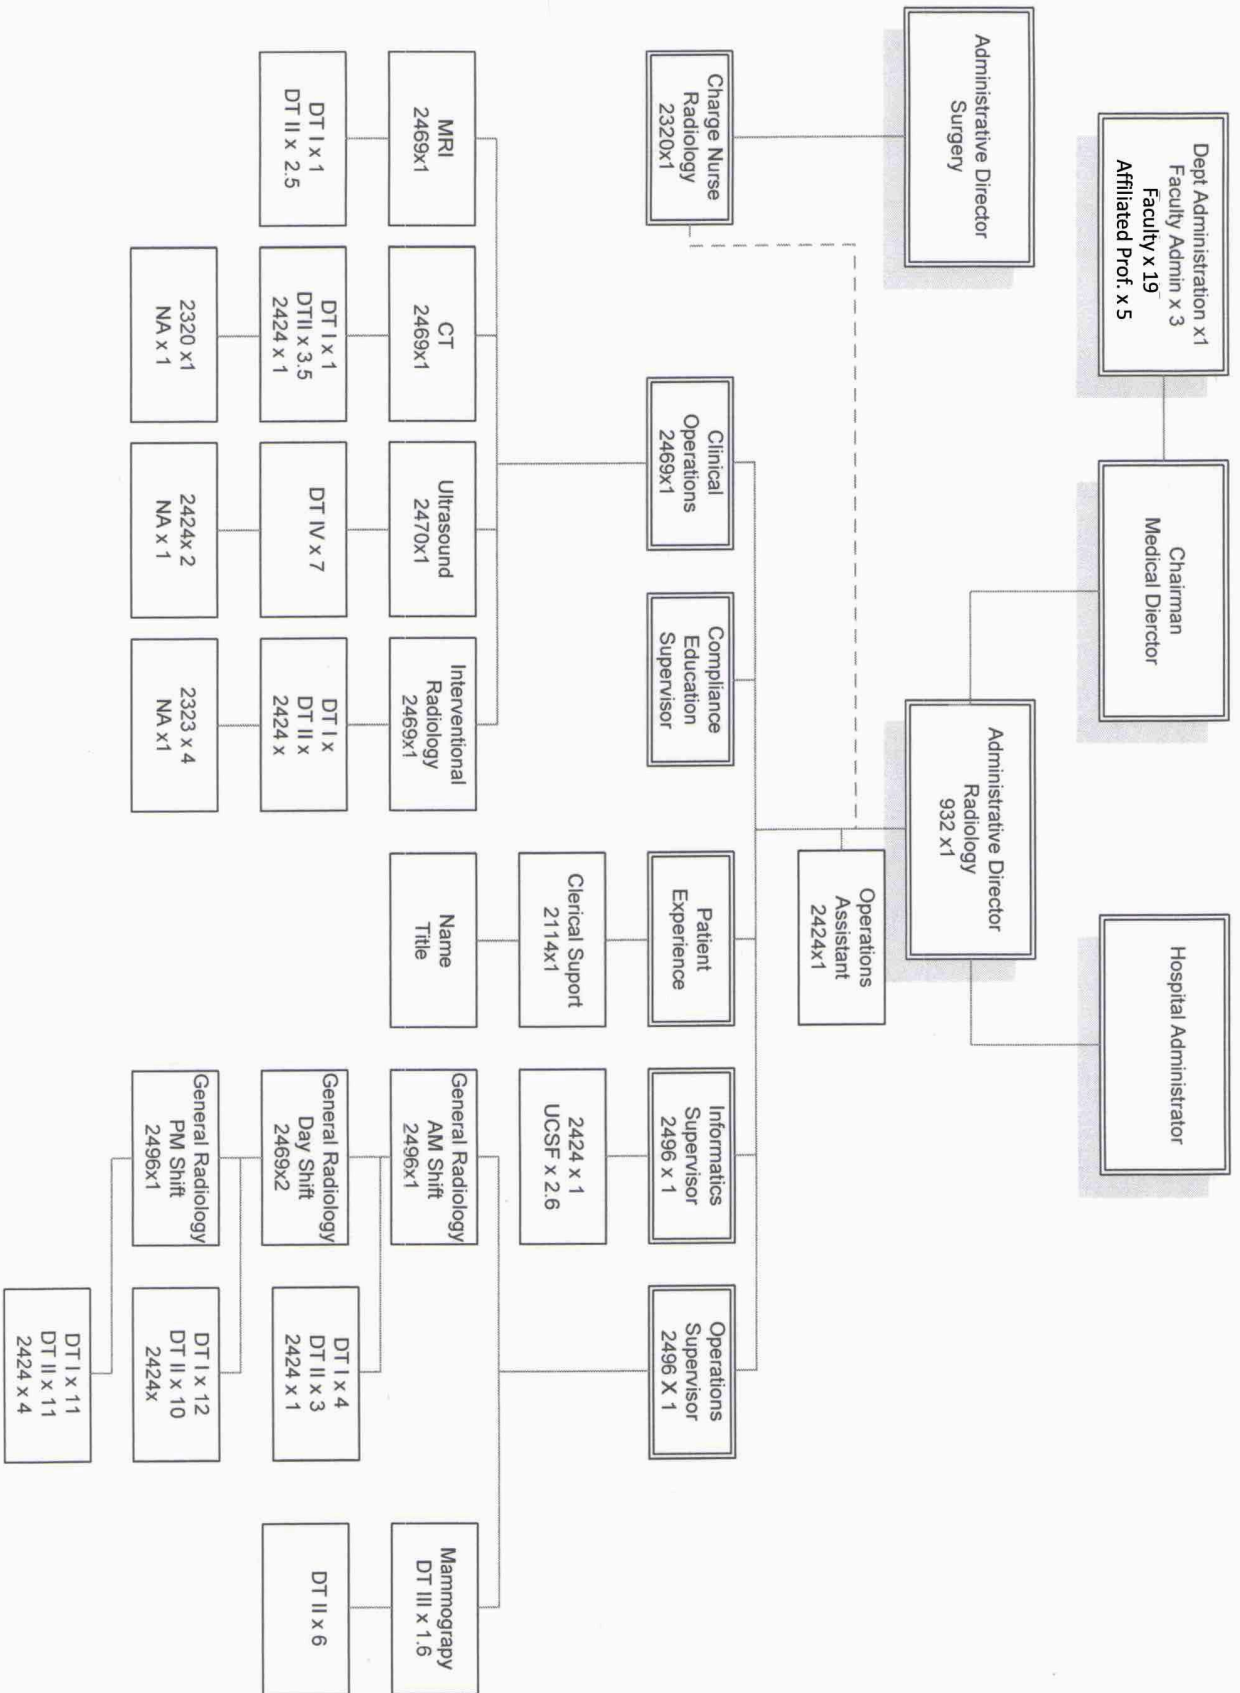 Dept Administration x1
Faculty Admin x 3
Faculty x 19
Affiliated Prof. x 5
Chairman
Medical Dierctor
Hospital Administrator
Administrative Director
Surgery
Administrative Director
Radiology
932 x1
Operations
Assistant
2424x1
Charge Nurse
Radiology
2320x1
Clinical
Operations
2469x1
Compliance
Education
Supervisor
Patient
Experience
Informatics
Supervisor
2496 x 1
Operations
Supervisor
2496 X 1
Clerical Suport
2114x1
2424 x 1
UCSF x 2.6
MRI
2469x1
CT
2469x1
Ultrasound
2470x1
Interventional
Radiology
2469x1
Name
Title
General Radiology
AM Shift
2496x1
Mammograpy
DT III x 1.6
DT I x 1
DT II x 2.5
DT I x 1
DTII x 3.5
2424 x 1
DT IV x 7
DT I x
DT II x
2424 x
General Radiology
Day Shift
2469x2
DT I x 4
DT II x 3
2424 x 1
DT II x 6
2320 x1
NA x 1
2424x 2
NA x 1
2323 x 4
NA x1
General Radiology
PM Shift
2496x1
DT I x 12
DT II x 10
2424x
DT I x 11
DT II x 11
2424 x 4